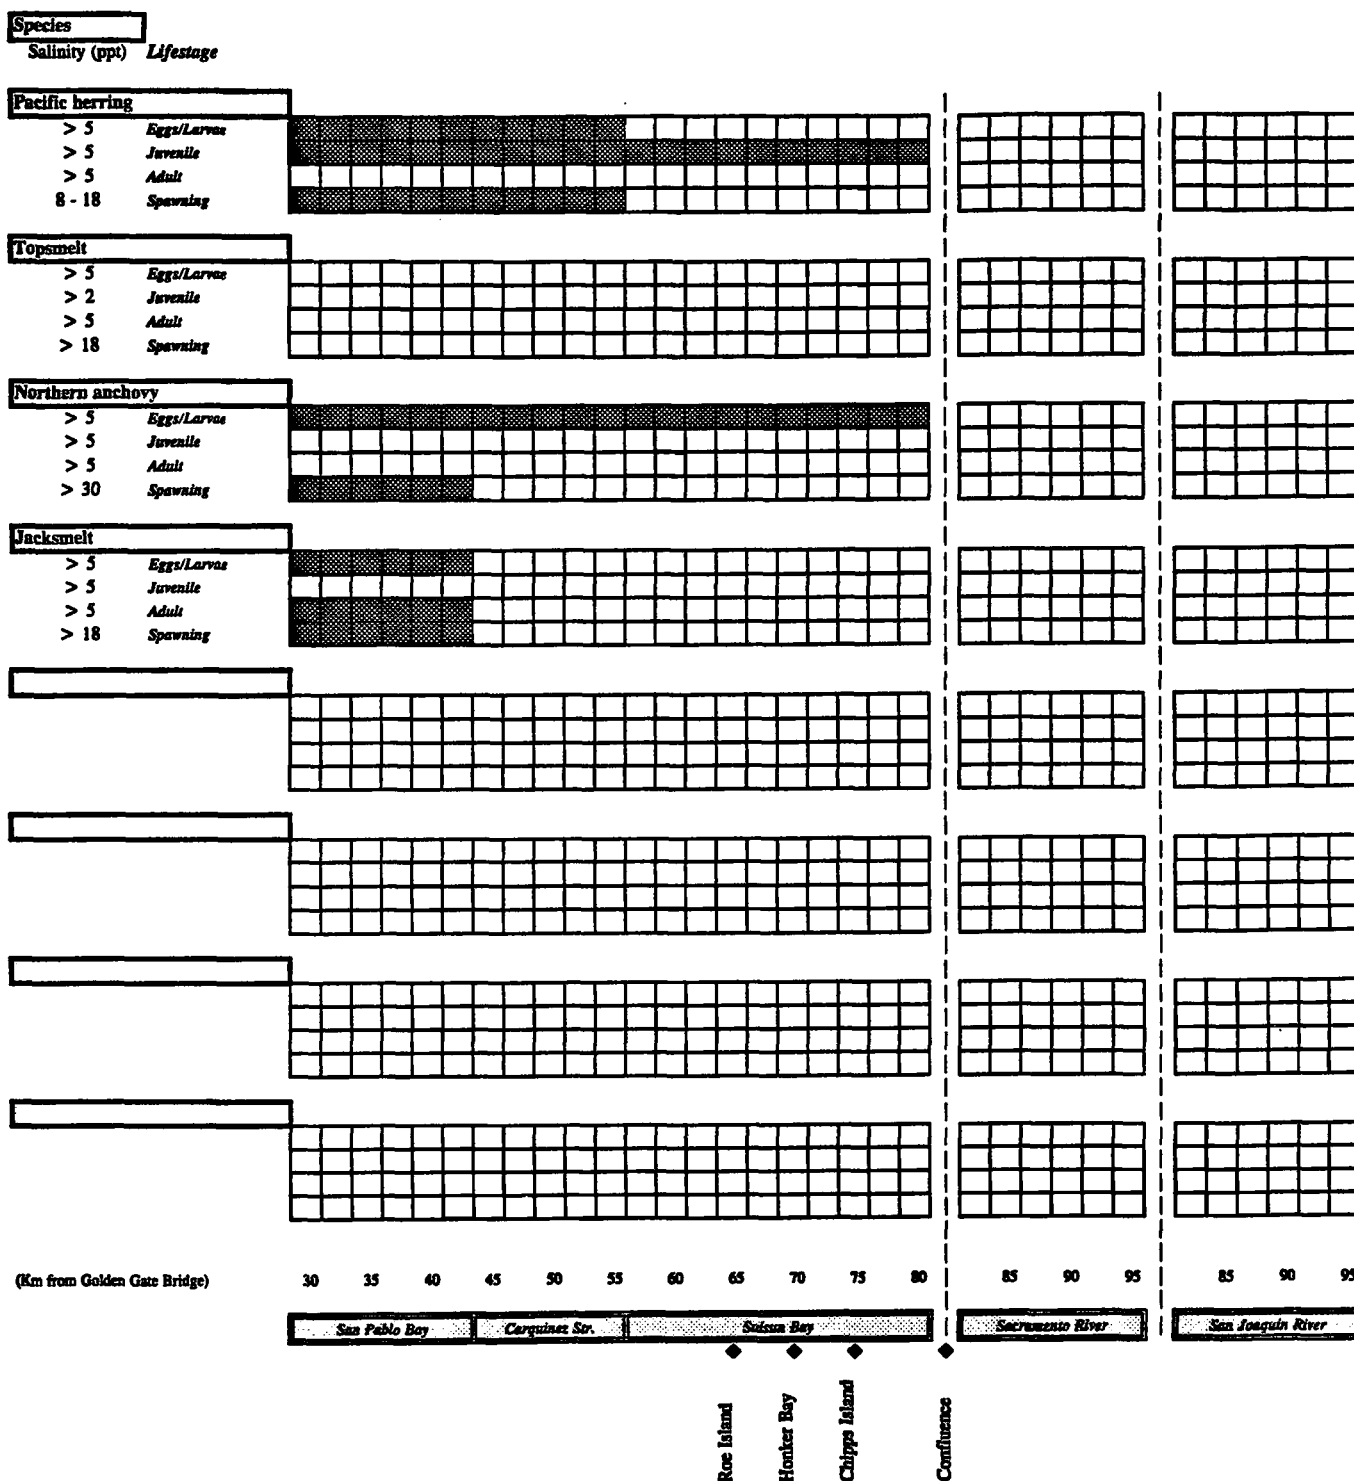 Species
Salinity (ppt) Lifestage
Pacific herring
> 5 Eggs/Larvae
> 5 Juvenile
> 5 Adult
8 - 18 Spawning
Topsmelt
> 5 Eggs/Larvae
> 2 Juvenile
> 5 Adult
> 18 Spawning
Northern anchovy
> 5 Eggs/Larvae
> 5 Juvenile
> 5 Adult
> 30 Spawning
Jacksmelt
> 5 Eggs/Larvae
> 5 Juvenile
> 5 Adult
> 18 Spawning
(Km from Golden Gate Bridge) 30 35 40 45 50 55 60 65 70 75 80 85 90 95 85 90 95
San Pablo Bay Carquinez Str. Suisun Bay Sacramento River San Joaquin River
Roe Island
Honker Bay
Chipps Island
Confluence